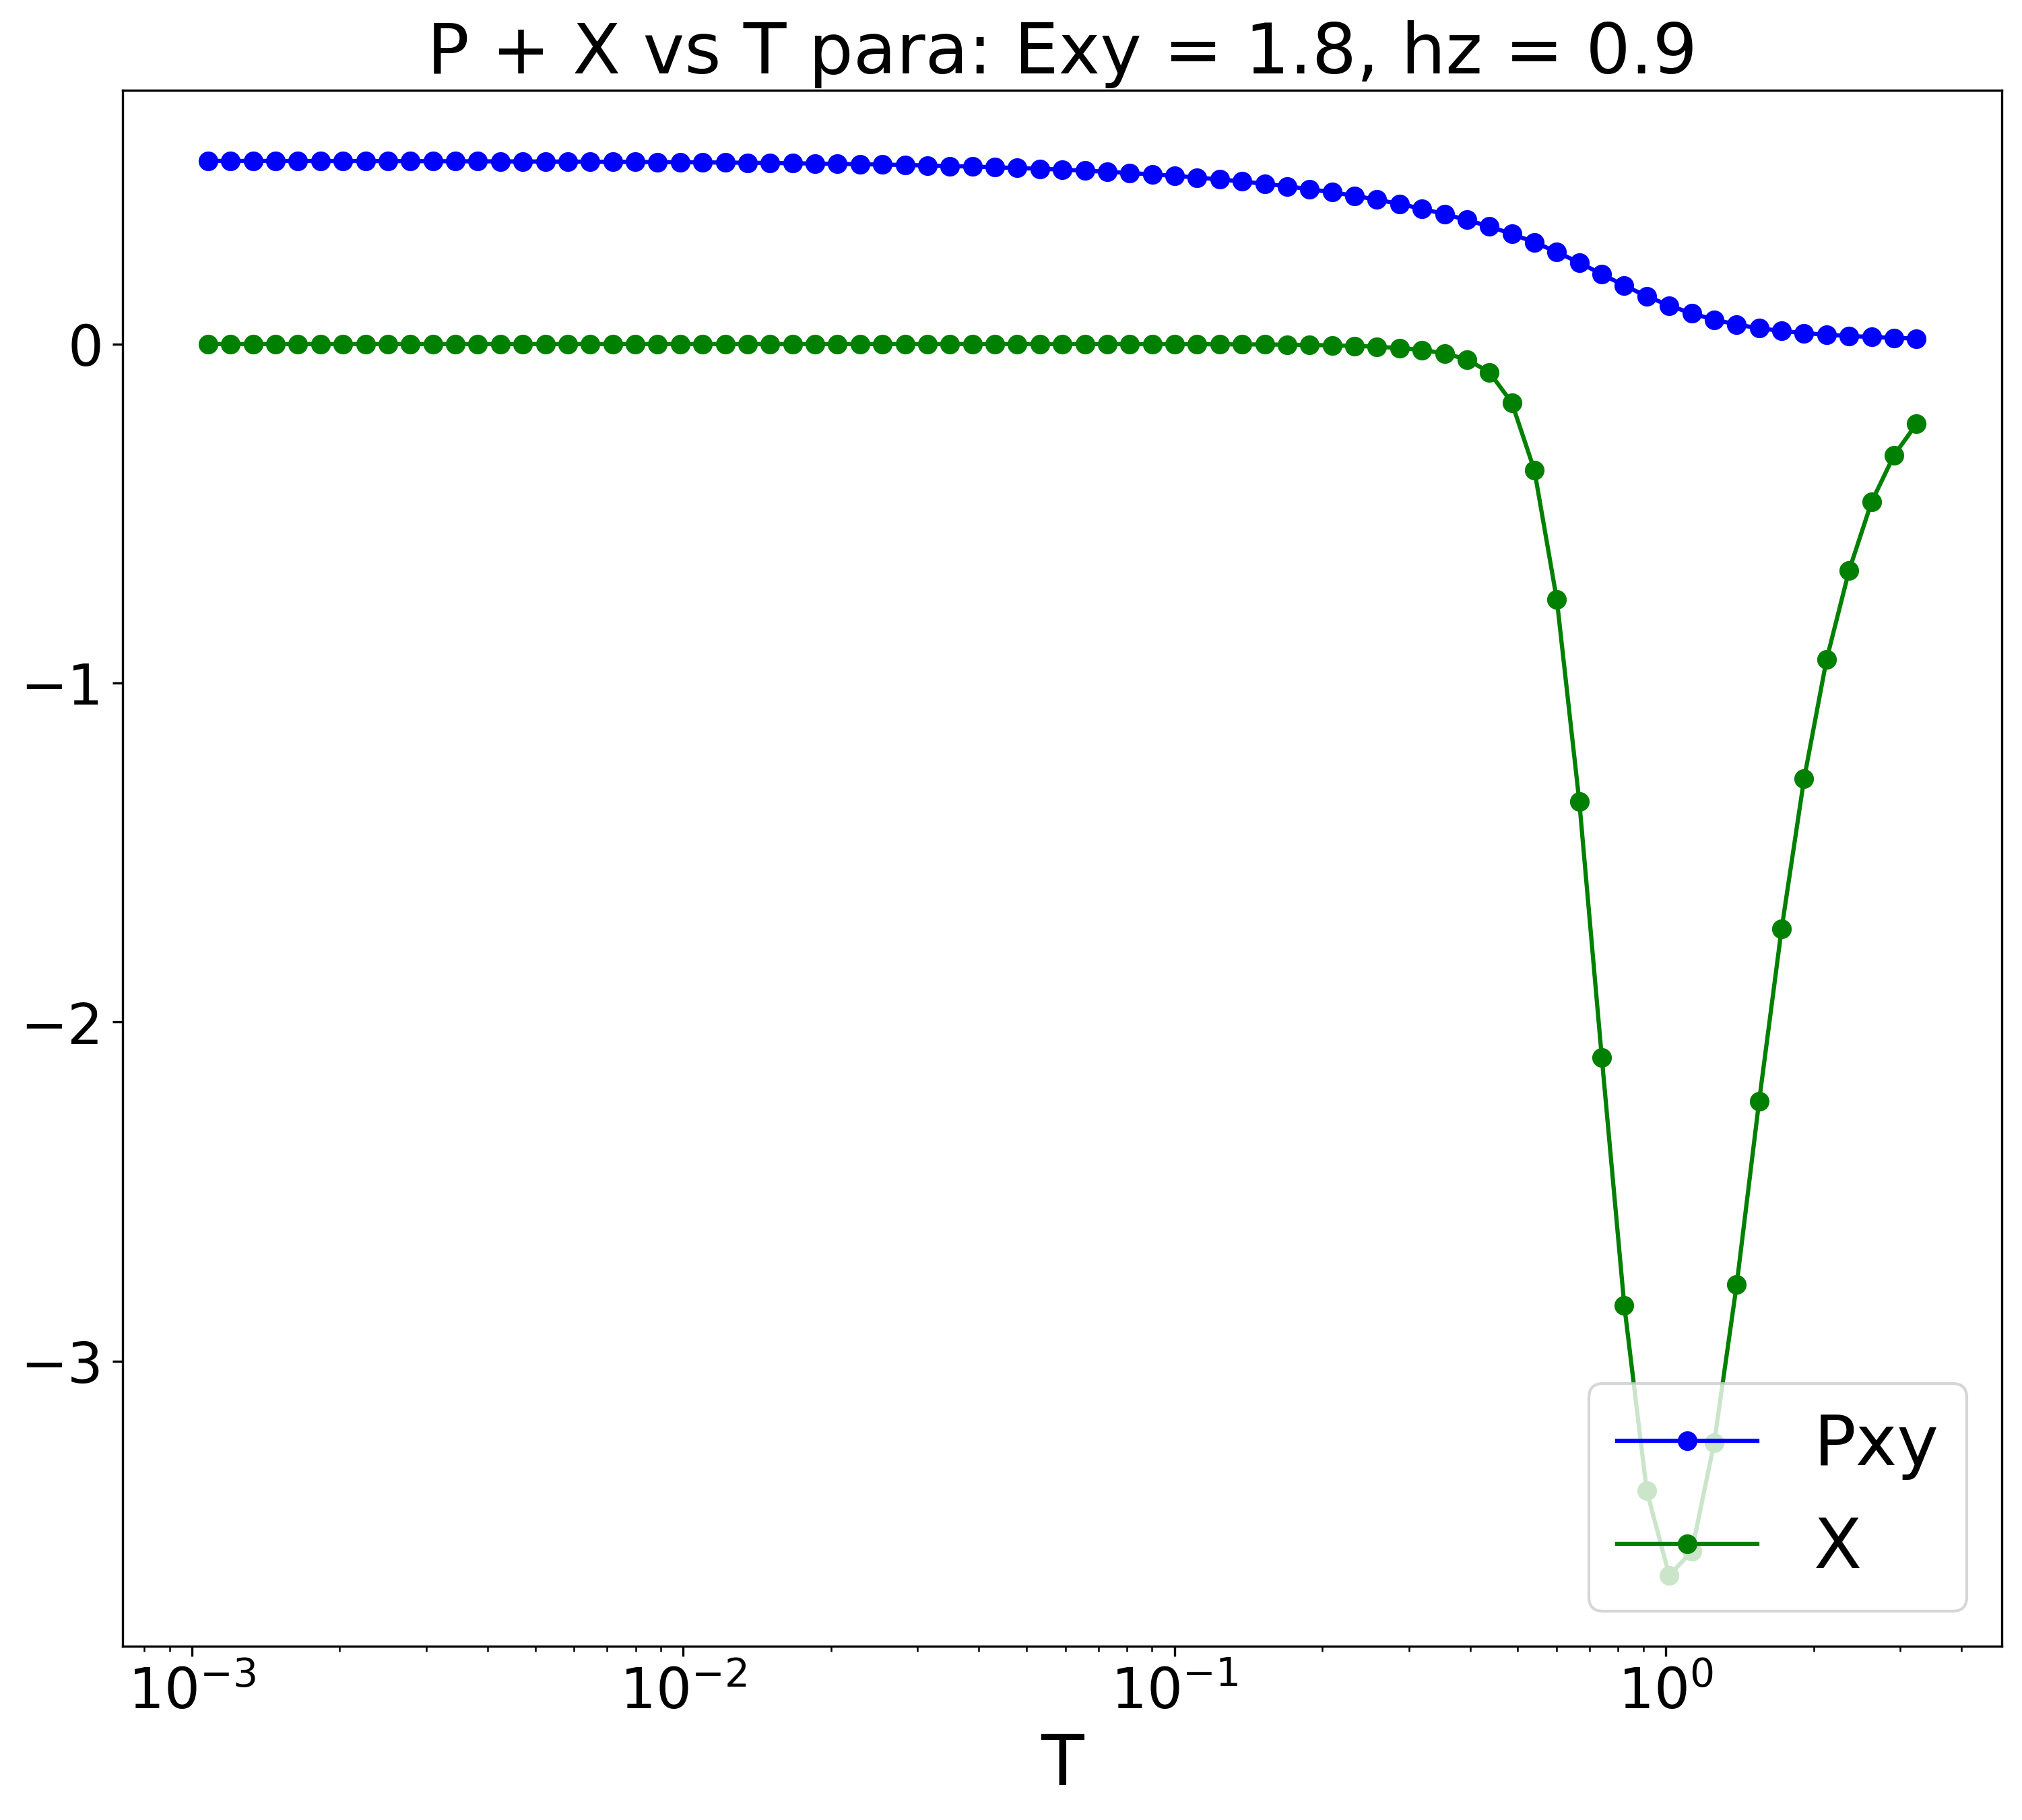 P + X vs T para: Exy = 1.8, hz = 0.9
0
−1
−2
−3
Pxy
X
10⁻³ 10⁻² 10⁻¹ 10⁰
T